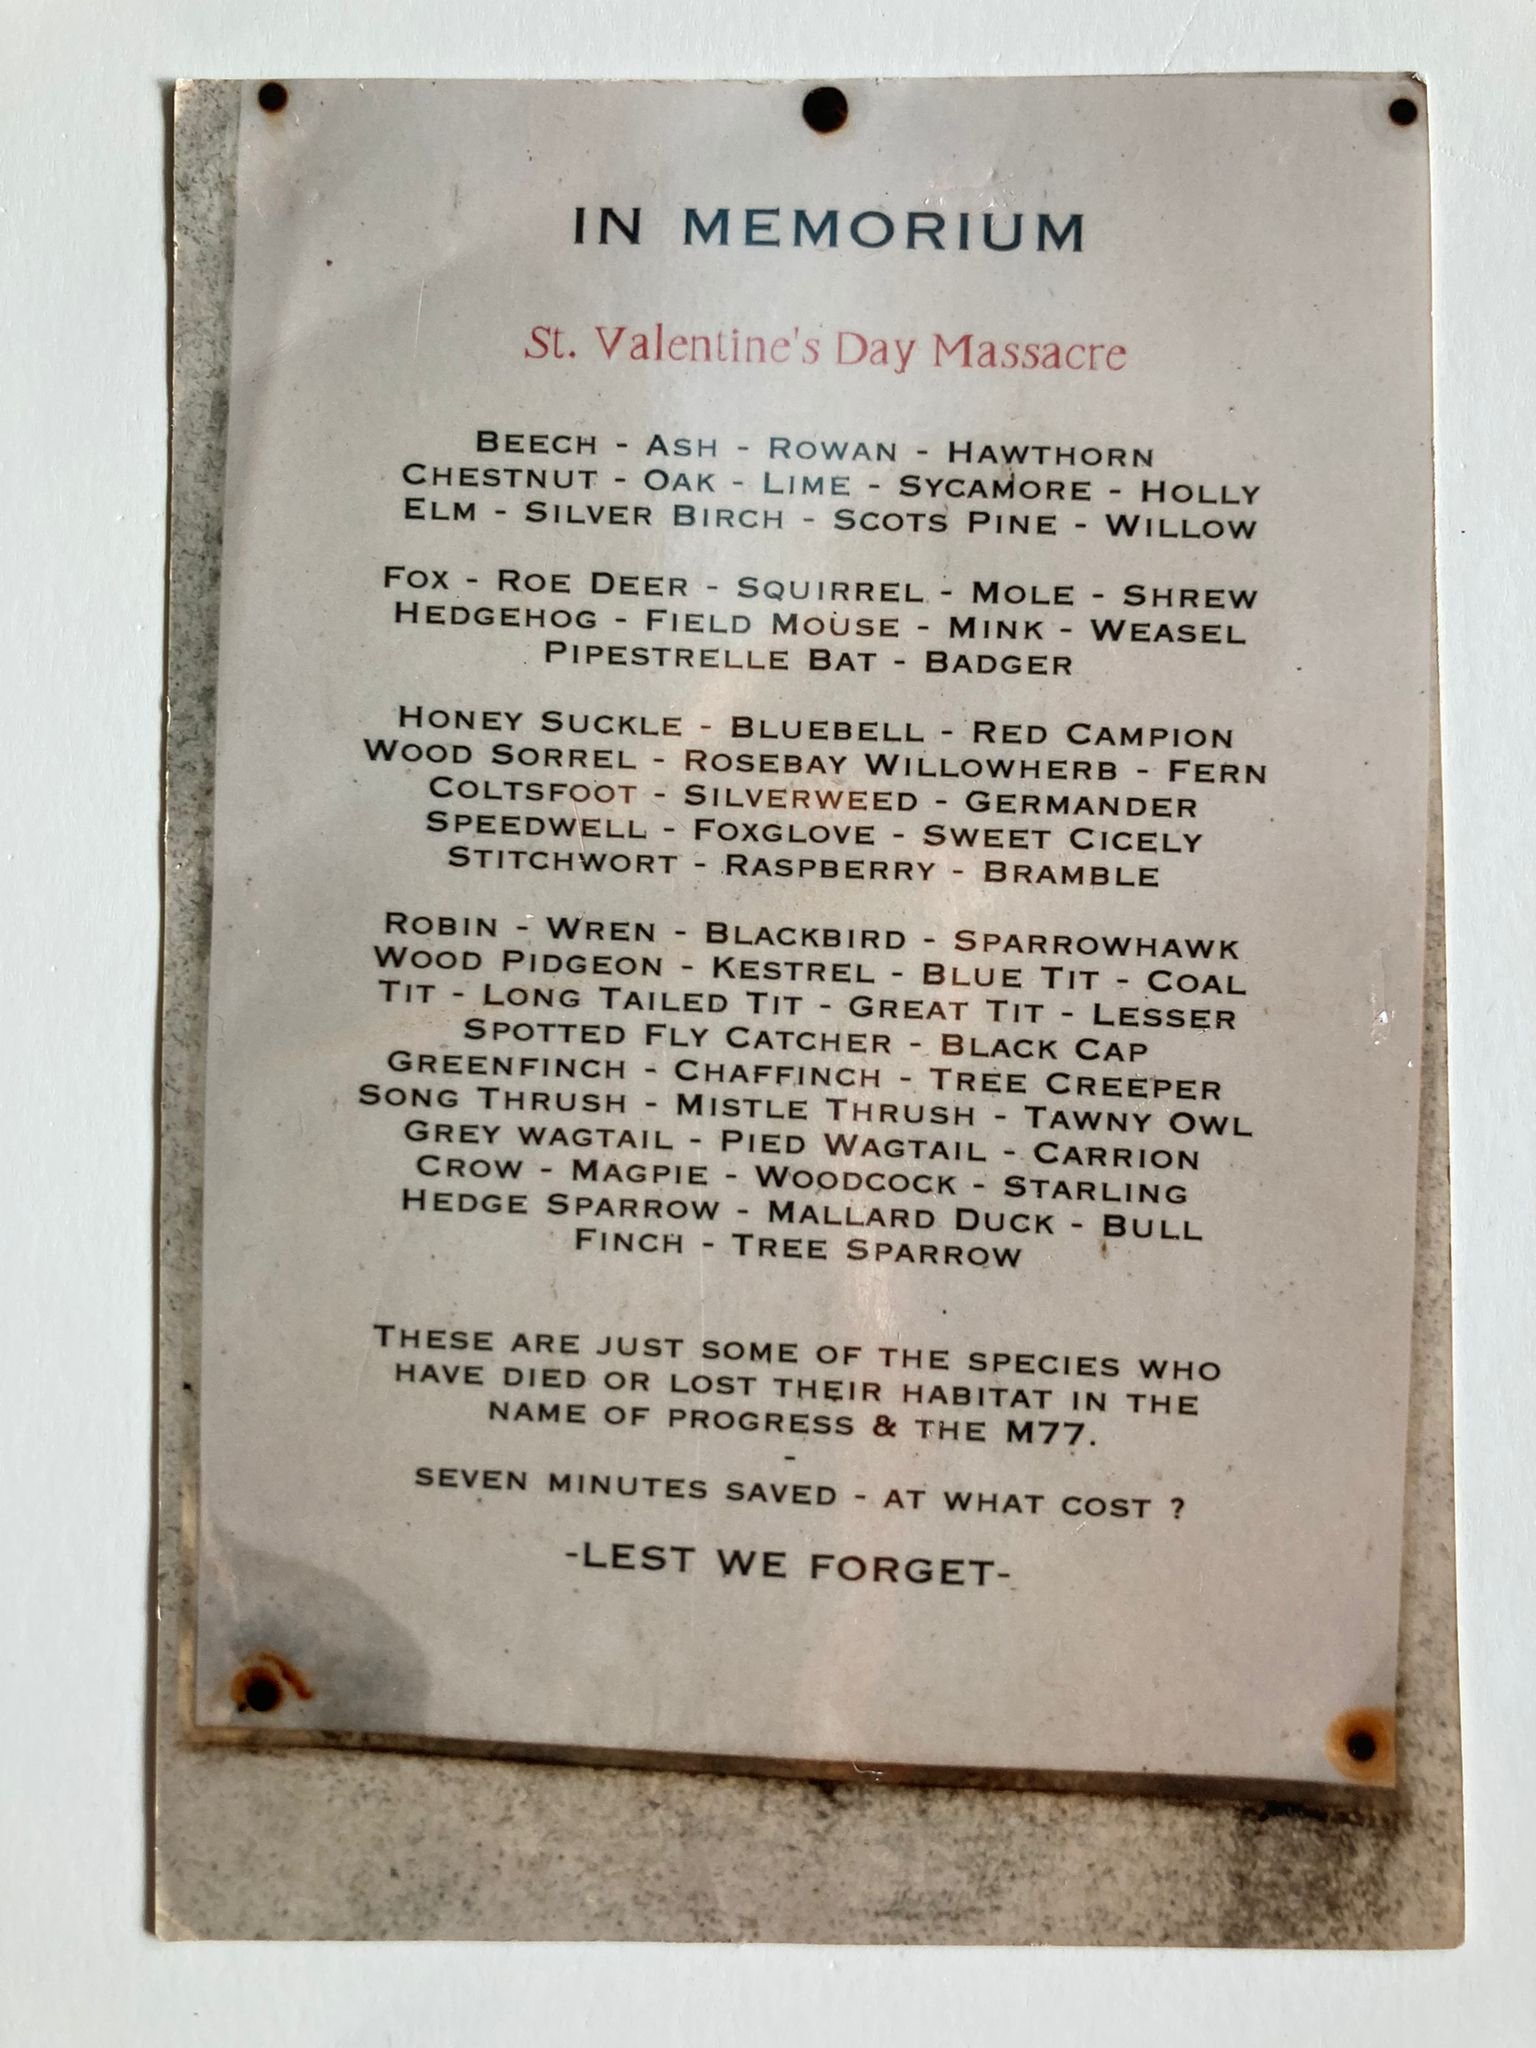 IN MEMORIUM
St. Valentine's Day Massacre
BEECH - ASH - ROWAN - HAWTHORN
CHESTNUT - OAK - LIME - SYCAMORE - HOLLY
ELM - SILVER BIRCH - SCOTS PINE - WILLOW
FOX - ROE DEER - SQUIRREL - MOLE - SHREW
HEDGEHOG - FIELD MOUSE - MINK - WEASEL
PIPESTRELLE BAT - BADGER
HONEY SUCKLE - BLUEBELL - RED CAMPION
WOOD SORREL - ROSEBAY WILLOWHERB - FERN
COLTSFOOT - SILVERWEED - GERMANDER
SPEEDWELL - FOXGLOVE - SWEET CICELY
STITCHWORT - RASPBERRY - BRAMBLE
ROBIN - WREN - BLACKBIRD - SPARROWHAWK
WOOD PIDGEON - KESTREL - BLUE TIT - COAL
TIT - LONG TAILED TIT - GREAT TIT - LESSER
SPOTTED FLY CATCHER - BLACK CAP
GREENFINCH - CHAFFINCH - TREE CREEPER
SONG THRUSH - MISTLE THRUSH - TAWNY OWL
GREY WAGTAIL - PIED WAGTAIL - CARRION
CROW - MAGPIE - WOODCOCK - STARLING
HEDGE SPARROW - MALLARD DUCK - BULL
FINCH - TREE SPARROW
THESE ARE JUST SOME OF THE SPECIES WHO
HAVE DIED OR LOST THEIR HABITAT IN THE
NAME OF PROGRESS & THE M77.
-
SEVEN MINUTES SAVED - AT WHAT COST ?
-LEST WE FORGET-